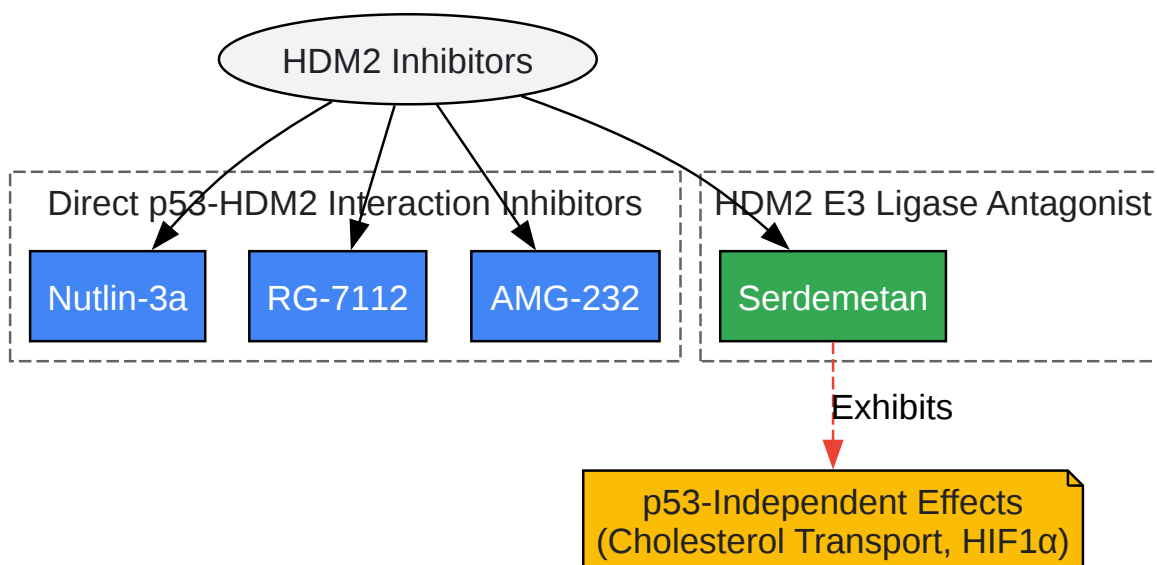 HDM2 Inhibitors
Direct p53-HDM2 Interaction Inhibitors
HDM2 E3 Ligase Antagonist
Nutlin-3a
RG-7112
AMG-232
Serdemetan
Exhibits
p53-Independent Effects
(Cholesterol Transport, HIF1α)